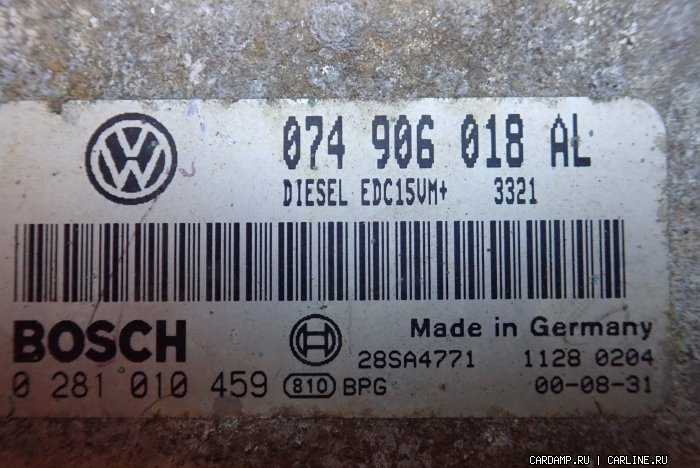 074 906 018 AL
DIESEL EDC15VM+ 3321
BOSCH
Made in Germany
28SA4771 1128 0204
0 281 010 459 810 BPG 00-08-31
CARDAMP.RU | CARLINE.RU